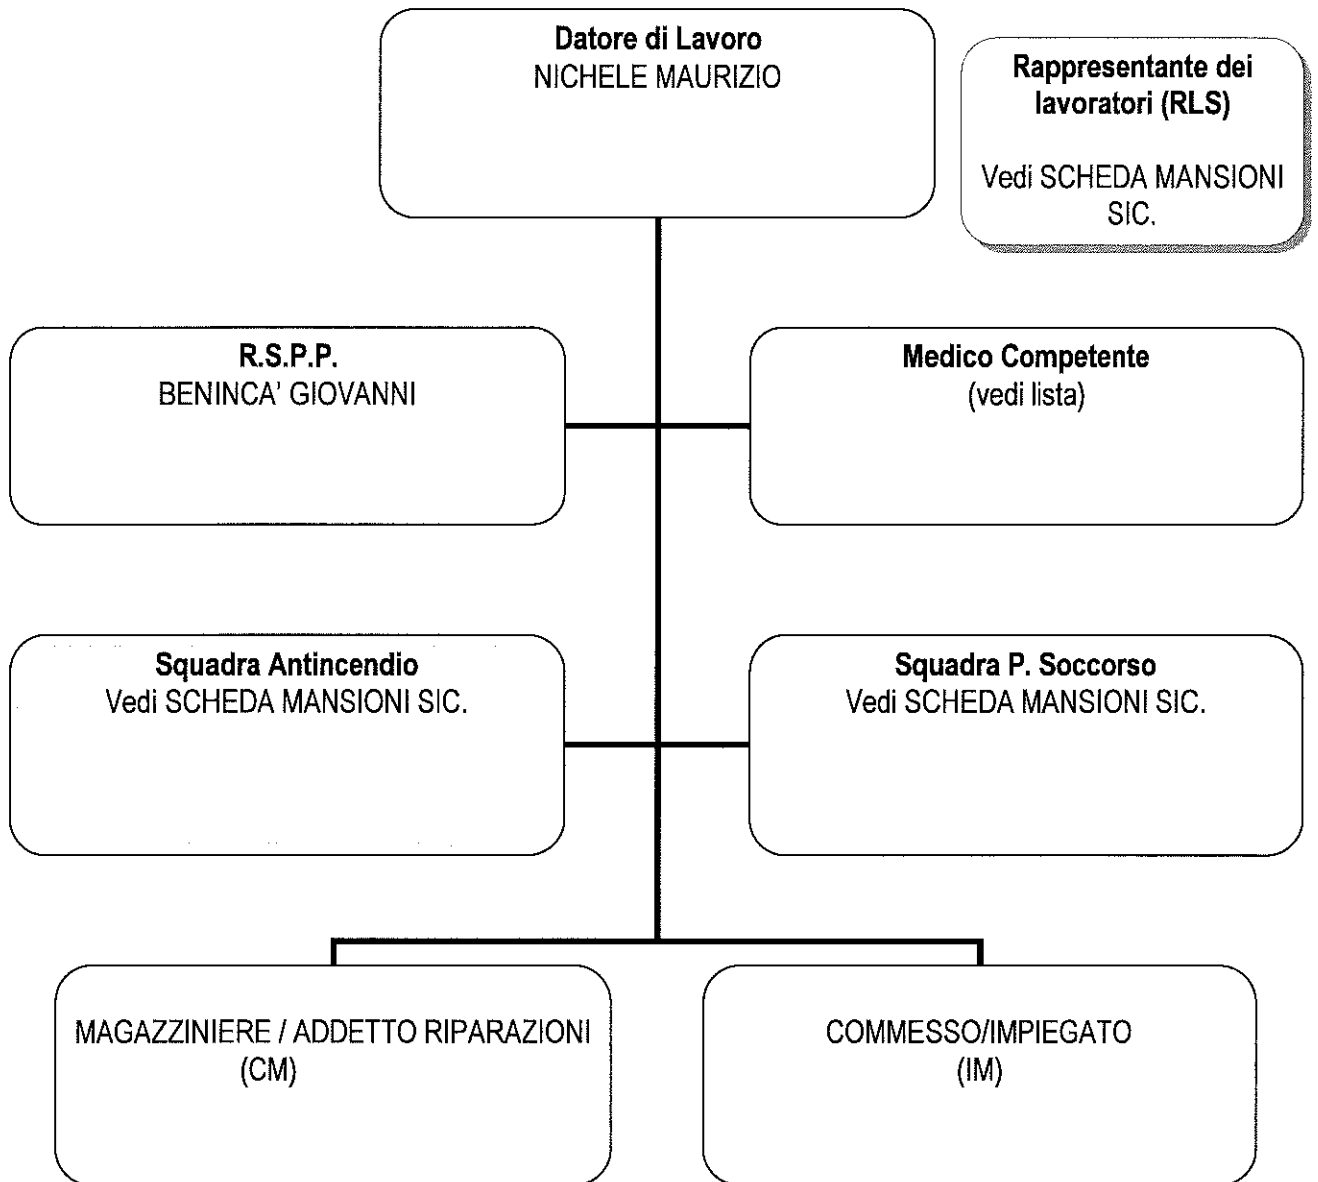 Datore di Lavoro
NICHELE MAURIZIO
Rappresentante dei
lavoratori (RLS)
Vedi SCHEDA MANSIONI
SIC.
R.S.P.P.
BENINCA' GIOVANNI
Medico Competente
(vedi lista)
Squadra Antincendio
Vedi SCHEDA MANSIONI SIC.
Squadra P. Soccorso
Vedi SCHEDA MANSIONI SIC.
MAGAZZINIERE / ADDETTO RIPARAZIONI
(CM)
COMMESSO/IMPIEGATO
(IM)